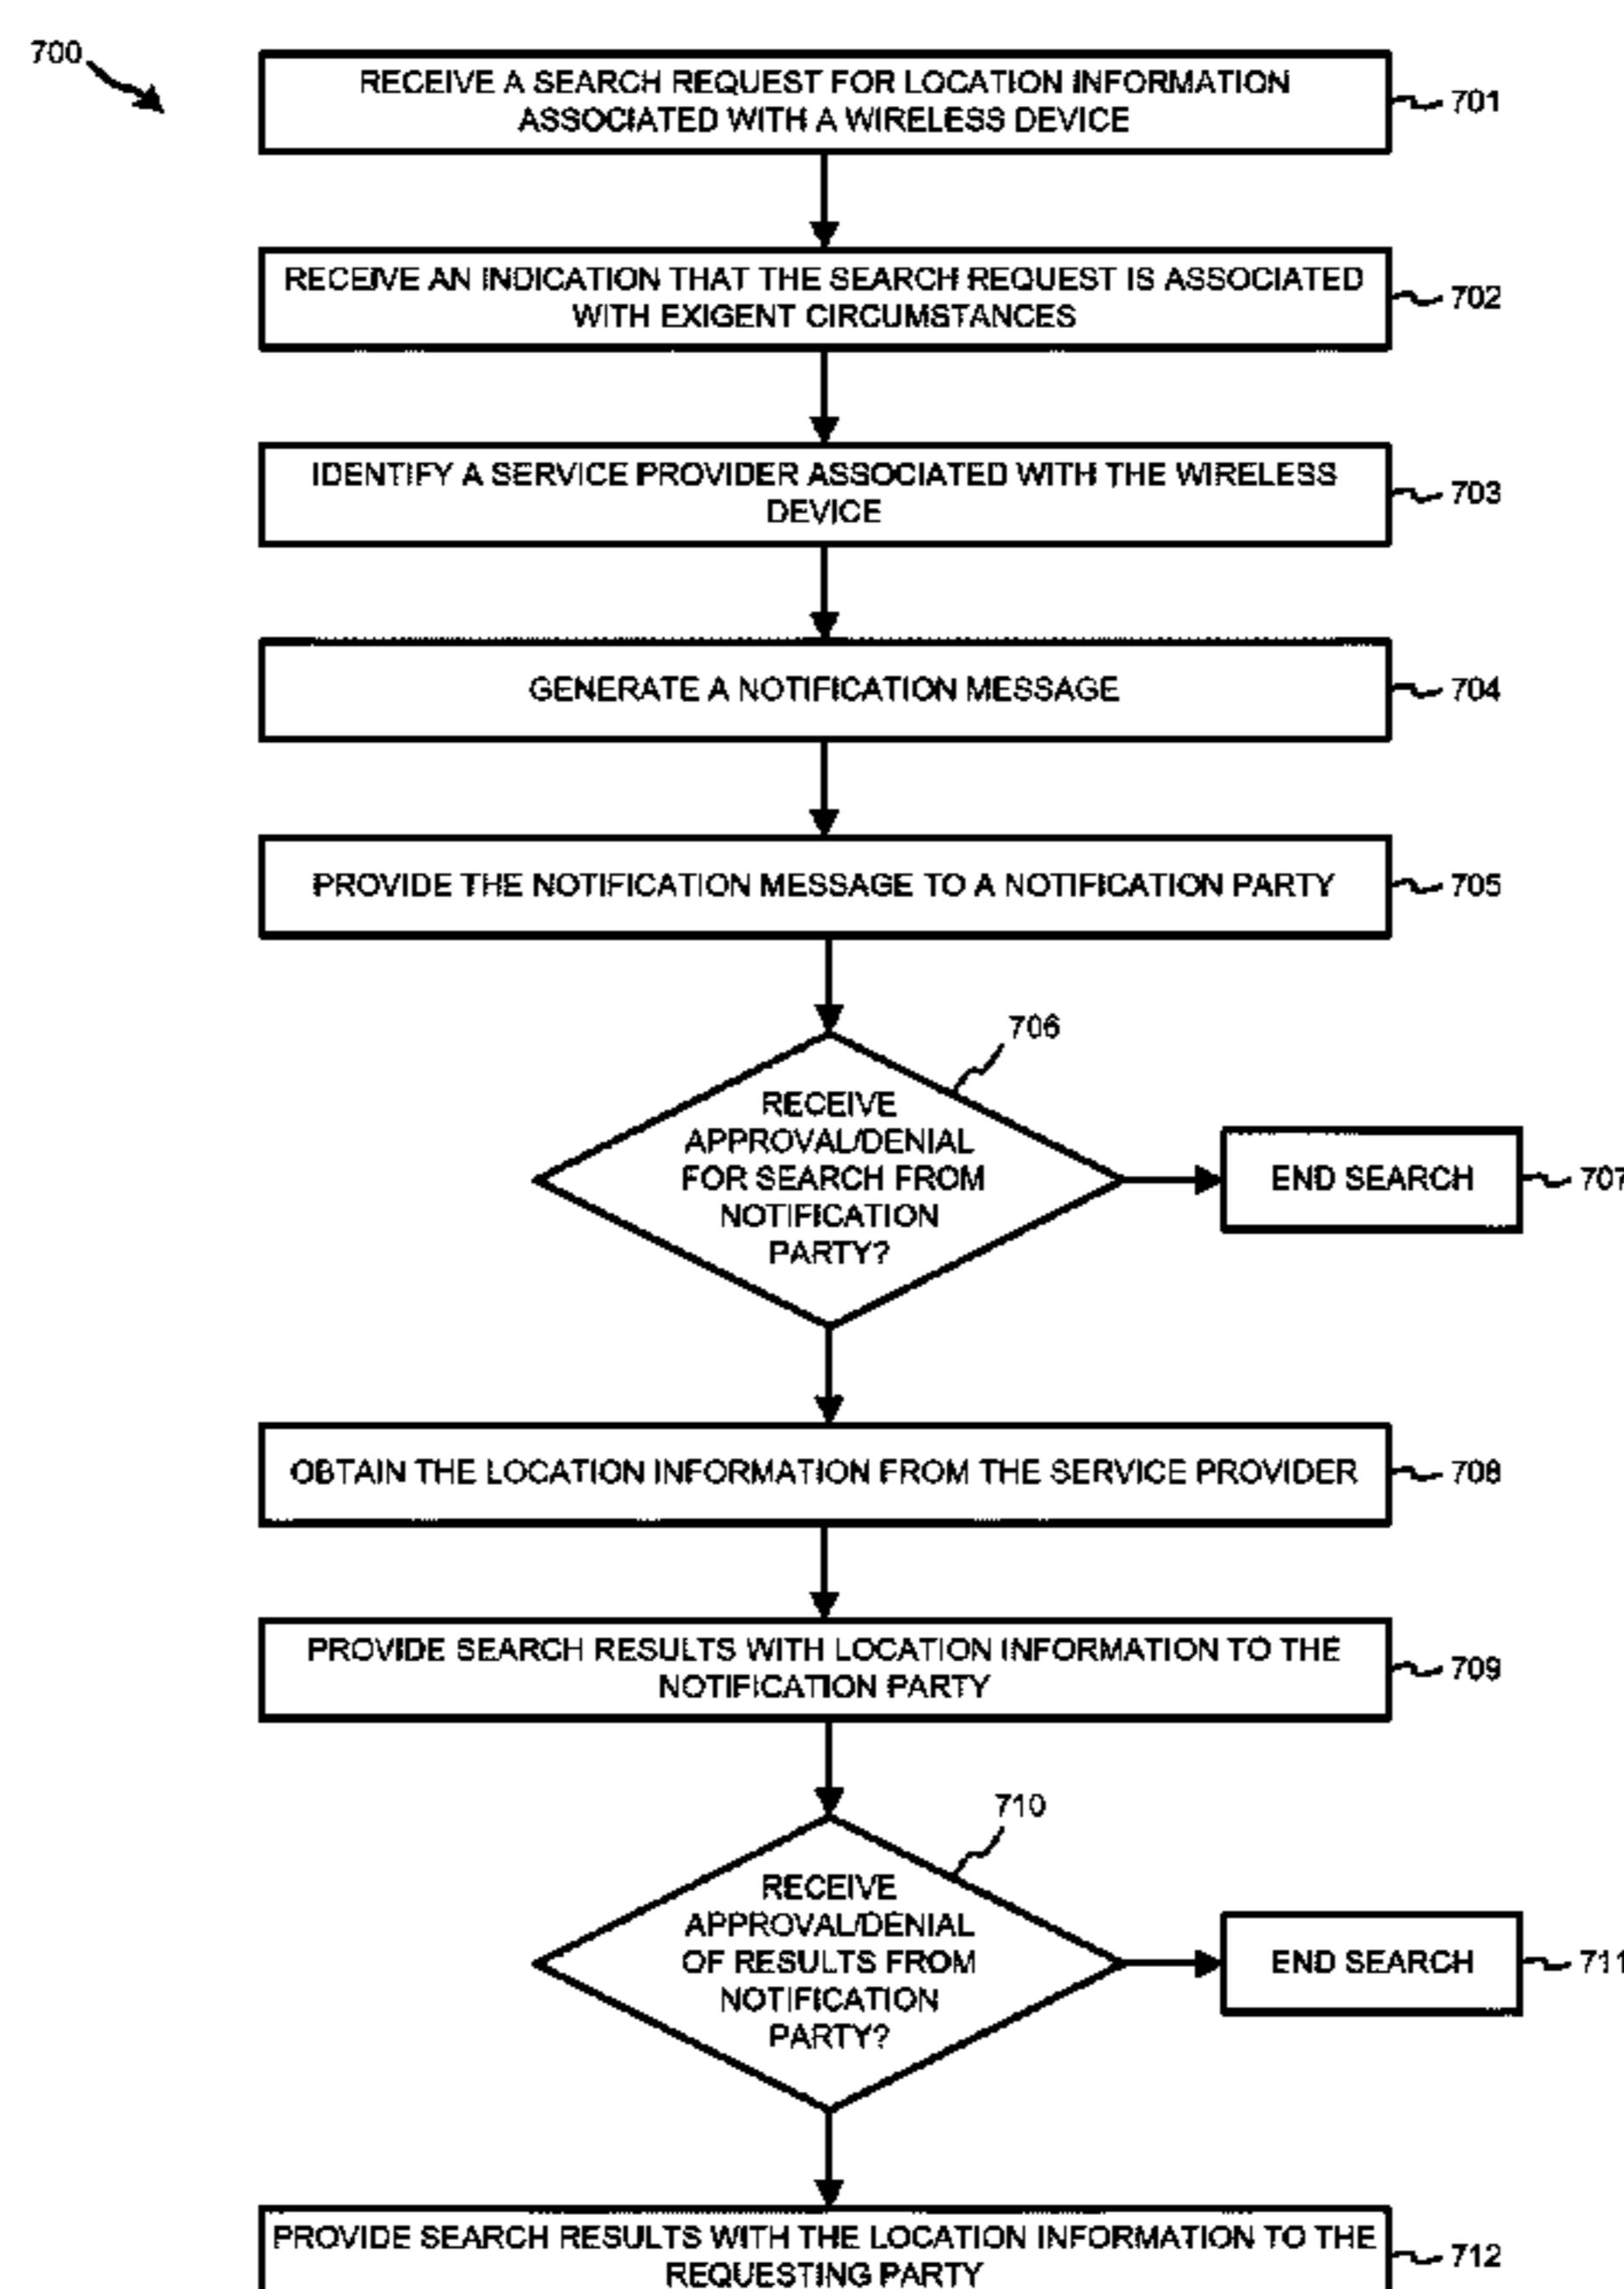 700
RECEIVE A SEARCH REQUEST FOR LOCATION INFORMATION
ASSOCIATED WITH A WIRELESS DEVICE
701
RECEIVE AN INDICATION THAT THE SEARCH REQUEST IS ASSOCIATED
WITH EXIGENT CIRCUMSTANCES
702
IDENTIFY A SERVICE PROVIDER ASSOCIATED WITH THE WIRELESS
DEVICE
703
GENERATE A NOTIFICATION MESSAGE
704
PROVIDE THE NOTIFICATION MESSAGE TO A NOTIFICATION PARTY
705
706
RECEIVE
APPROVAL/DENIAL
FOR SEARCH FROM
NOTIFICATION
PARTY?
END SEARCH
707
OBTAIN THE LOCATION INFORMATION FROM THE SERVICE PROVIDER
708
PROVIDE SEARCH RESULTS WITH LOCATION INFORMATION TO THE
NOTIFICATION PARTY
709
710
RECEIVE
APPROVAL/DENIAL
OF RESULTS FROM
NOTIFICATION
PARTY?
END SEARCH
711
PROVIDE SEARCH RESULTS WITH THE LOCATION INFORMATION TO THE
REQUESTING PARTY
712